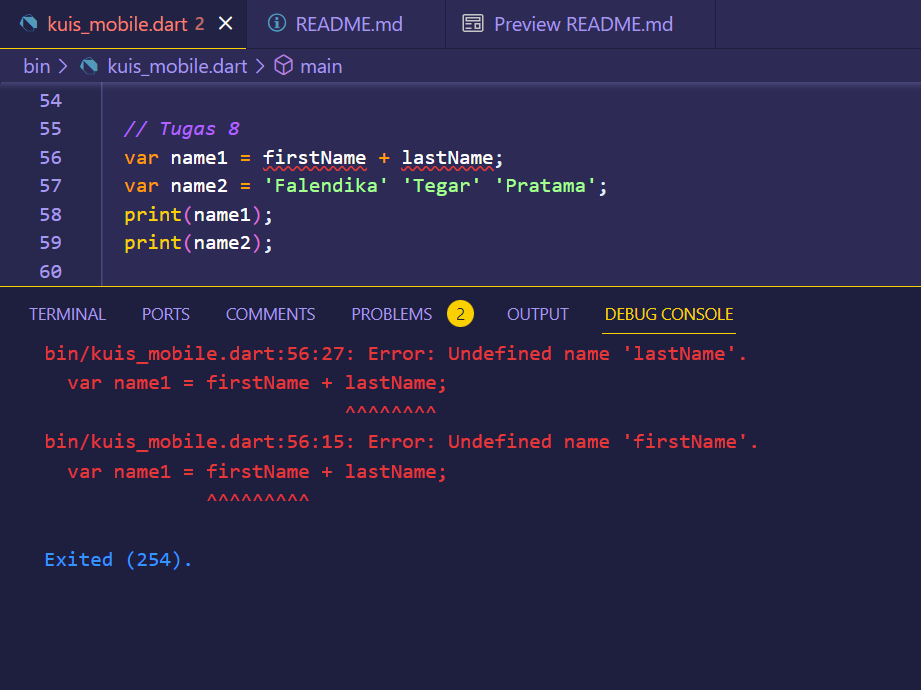 kuis_mobile.dart 2 README.md Preview README.md
bin > kuis_mobile.dart > main
54
55 // Tugas 8
56 var name1 = firstName + lastName;
57 var name2 = 'Falendika' 'Tegar' 'Pratama';
58 print(name1);
59 print(name2);
60
TERMINAL PORTS COMMENTS PROBLEMS 2 OUTPUT DEBUG CONSOLE
bin/kuis_mobile.dart:56:27: Error: Undefined name 'lastName'.
var name1 = firstName + lastName;
^^^^^^^^
bin/kuis_mobile.dart:56:15: Error: Undefined name 'firstName'.
var name1 = firstName + lastName;
^^^^^^^^^
Exited (254).